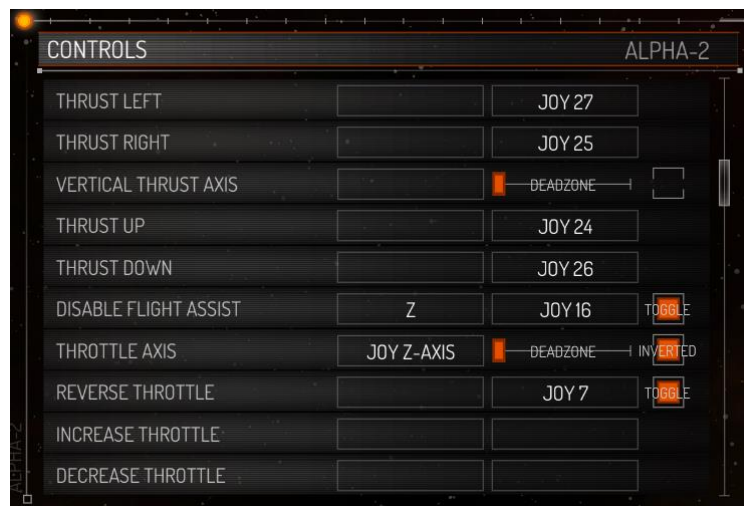 CONTROLS ALPHA-2
THRUST LEFT JOY 27
THRUST RIGHT JOY 25
VERTICAL THRUST AXIS DEADZONE
THRUST UP JOY 24
THRUST DOWN JOY 26
DISABLE FLIGHT ASSIST Z JOY 16 TOGGLE
THROTTLE AXIS JOY Z-AXIS DEADZONE INVERTED
REVERSE THROTTLE JOY 7 TOGGLE
INCREASE THROTTLE
DECREASE THROTTLE
ALPHA-2